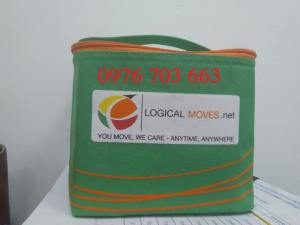 0976 703 663
LOGICAL MOVES.net
YOU MOVE, WE CARE - ANYTIME, ANYWHERE